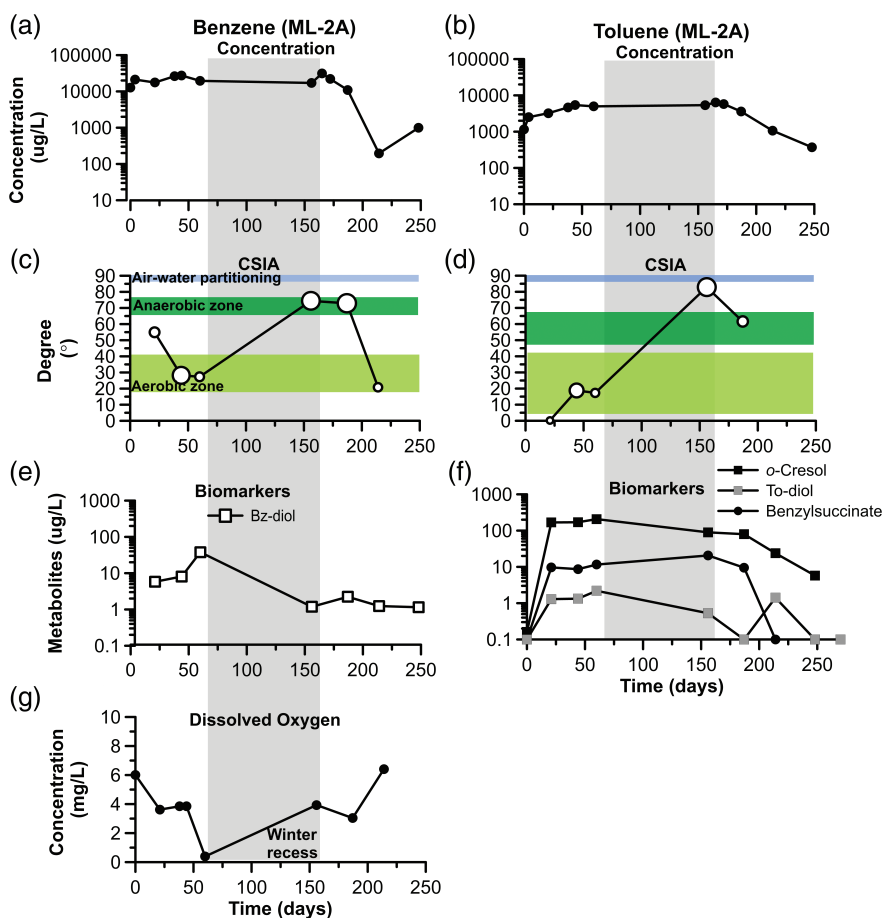 (a)
Benzene (ML-2A)
Concentration
100000
10000
1000
100
10
Concentration
(ug/L)
0 50 100 150 200 250
(b)
Toluene (ML-2A)
Concentration
100000
10000
1000
100
10
0 50 100 150 200 250
(c)
CSIA
Air-water partitioning
Anaerobic zone
Aerobic zone
90
80
70
60
50
40
30
20
10
0
Degree
(°)
0 50 100 150 200 250
(d)
CSIA
90
80
70
60
50
40
30
20
10
0
0 50 100 150 200 250
(e)
Biomarkers
Bz-diol
1000
100
10
1
0.1
Metabolites (ug/L)
0 50 100 150 200 250
(f)
Biomarkers
o-Cresol
To-diol
Benzylsuccinate
1000
100
10
1
0.1
0 50 100 150 200 250
Time (days)
(g)
Dissolved Oxygen
10
8
6
4
2
0
Concentration
(mg/L)
Winter
recess
0 50 100 150 200 250
Time (days)